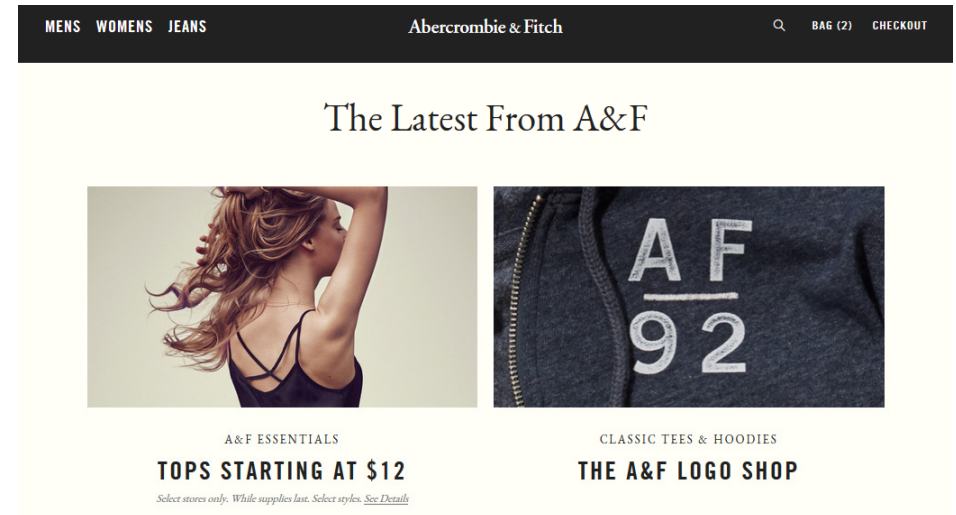 MENS WOMENS JEANS Abercrombie & Fitch BAG (2) CHECKOUT
The Latest From A&F
A F
92
A&F ESSENTIALS
TOPS STARTING AT $12
Select stores only. While supplies last. Select styles. See Details
CLASSIC TEES & HOODIES
THE A&F LOGO SHOP